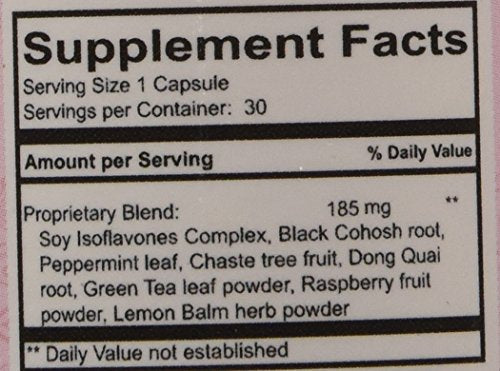 Supplement Facts
Serving Size 1 Capsule
Servings per Container: 30
Amount per Serving % Daily Value
Proprietary Blend: 185 mg **
Soy Isoflavones Complex, Black Cohosh root,
Peppermint leaf, Chaste tree fruit, Dong Quai
root, Green Tea leaf powder, Raspberry fruit
powder, Lemon Balm herb powder
** Daily Value not established